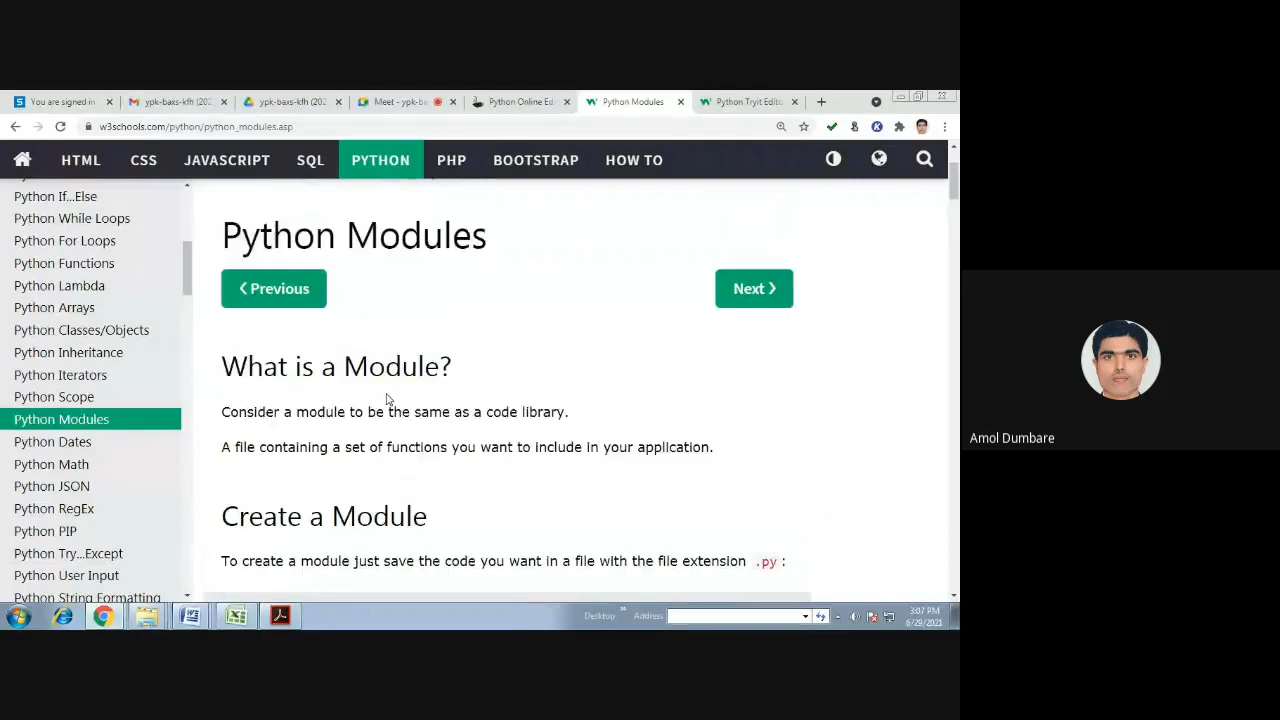 You are signed in
ypk-baxs-kfh (202
ypk-baxs-kfh (202
Meet - ypk-ba
Python Online Ed
Python Modules
Python Tryit Edito
w3schools.com/python/python_modules.asp
HTML CSS JAVASCRIPT SQL PYTHON PHP BOOTSTRAP HOW TO
Python If...Else
Python While Loops
Python For Loops
Python Functions
Python Lambda
Python Arrays
Python Classes/Objects
Python Inheritance
Python Iterators
Python Scope
Python Modules
Python Dates
Python Math
Python JSON
Python RegEx
Python PIP
Python Try...Except
Python User Input
Python String Formatting
Python Modules
❮ Previous
Next ❯
What is a Module?
Consider a module to be the same as a code library.
A file containing a set of functions you want to include in your application.
Create a Module
To create a module just save the code you want in a file with the file extension .py:
Amol Dumbare
Desktop » Address
3:07 PM
6/29/2021